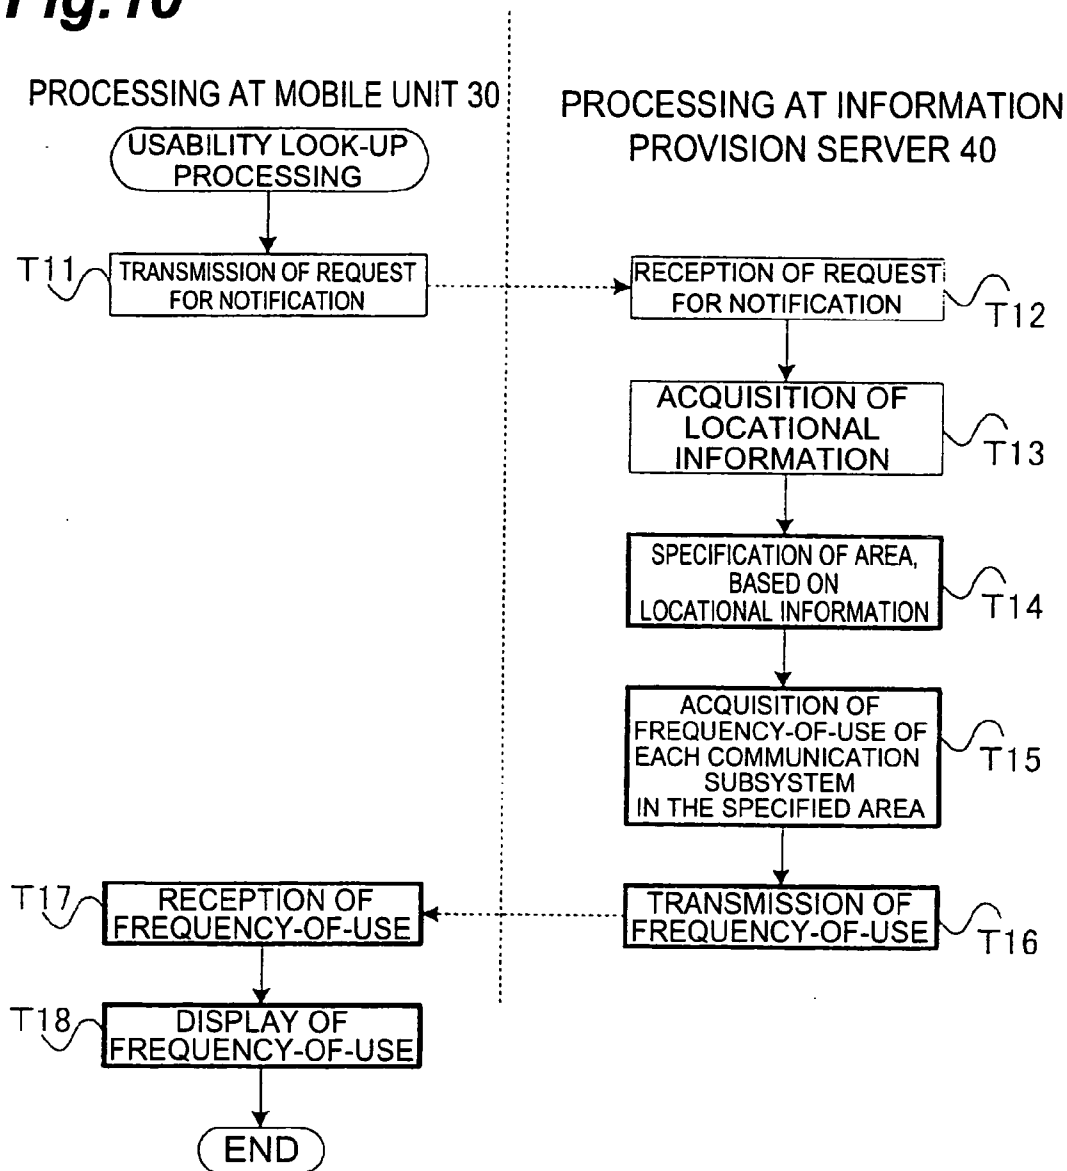 Fig.10
PROCESSING AT MOBILE UNIT 30
PROCESSING AT INFORMATION
PROVISION SERVER 40
USABILITY LOOK-UP
PROCESSING
T11
TRANSMISSION OF REQUEST
FOR NOTIFICATION
RECEPTION OF REQUEST
FOR NOTIFICATION
T12
ACQUISITION OF
LOCATIONAL
INFORMATION
T13
SPECIFICATION OF AREA,
BASED ON
LOCATIONAL INFORMATION
T14
ACQUISITION OF
FREQUENCY-OF-USE OF
EACH COMMUNICATION
SUBSYSTEM
IN THE SPECIFIED AREA
T15
TRANSMISSION OF
FREQUENCY-OF-USE
T16
T17
RECEPTION OF
FREQUENCY-OF-USE
T18
DISPLAY OF
FREQUENCY-OF-USE
END